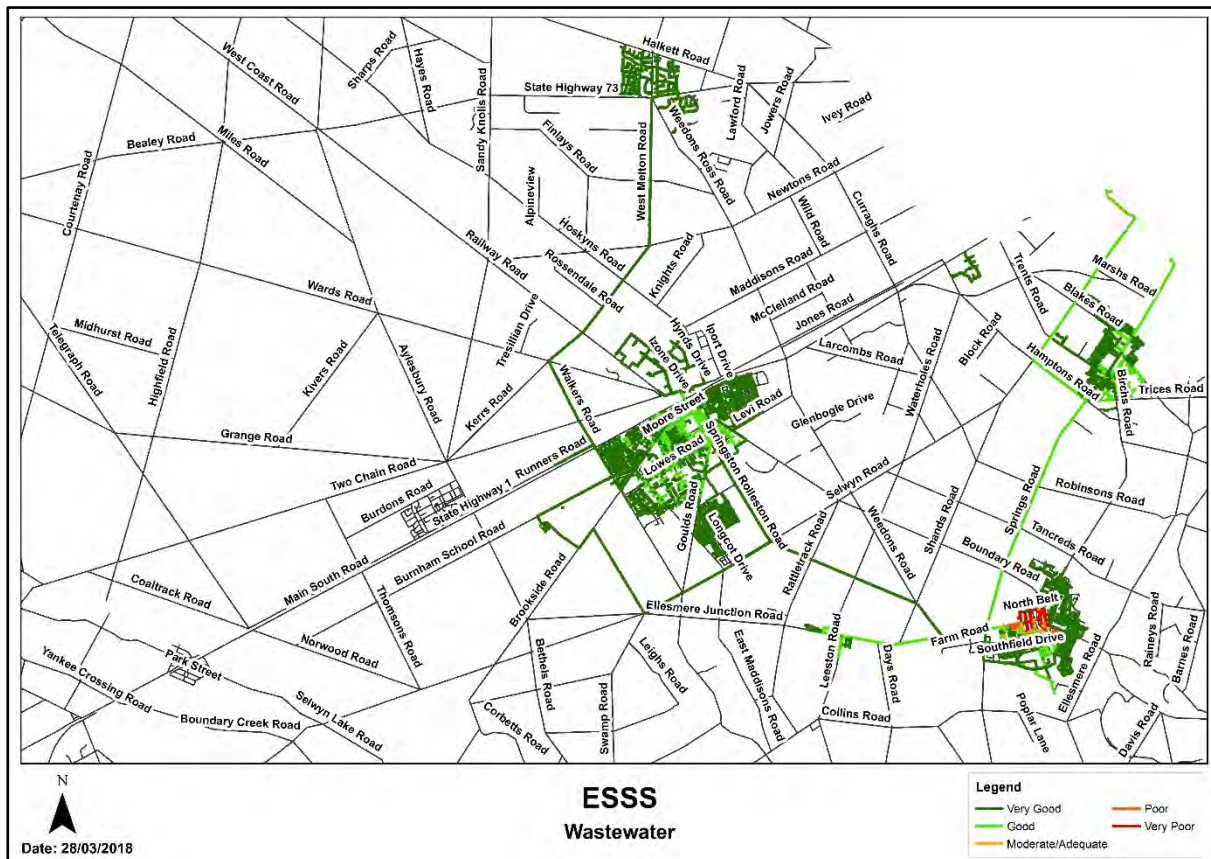 Halkett Road
Sharps Road
West Coast Road
Hayes Road
Sandy Knolls Road
State Highway 73
Lawford Road
Jowers Road
Ivey Road
Miles Road
Bealey Road
Finlays Road
Weedons Ross Road
Courtenay Road
Alpineview
West Melton Road
Newtons Road
Wild Road
Curraghs Road
Hoskyns Road
Railway Road
Rossendale Road
Knights Road
Maddisons Road
McClelland Road
Jones Road
Trents Road
Marshs Road
Blakes Road
Wards Road
Midhurst Road
Telegraph Road
Highfield Road
Kivers Road
Aylesbury Road
Tresillian Drive
Izone Drive
Hynds Drive
Iport Drive
Larcombs Road
Waterholes Road
Block Road
Hamptons Road
Birchs Road
Trices Road
Kerrs Road
Walkers Road
Moore Street
Levi Road
Glenbogle Drive
Grange Road
Two Chain Road
Runners Road
Lowes Road
Springston Rolleston Road
Selwyn Road
Burdons Road
State Highway 1
Goulds Road
Longcot Drive
Robinsons Road
Springs Road
Shands Road
Tancreds Road
Weedons Road
Boundary Road
Rattletrack Road
Main South Road
Burnham School Road
Brookside Road
Coaltrack Road
Thomsons Road
Ellesmere Junction Road
North Belt
Farm Road
Southfield Drive
Norwood Road
Park Street
Yankee Crossing Road
Selwyn Lake Road
Boundary Creek Road
Bethels Road
Corbetts Road
Swamp Road
Leighs Road
East Maddisons Road
Leeston Road
Days Road
Collins Road
Poplar Lane
Ellesmere Road
Raineys Road
Barnes Road
Davis Road
N
Date: 28/03/2018
ESSS
Wastewater
Legend
Very Good
Poor
Good
Very Poor
Moderate/Adequate